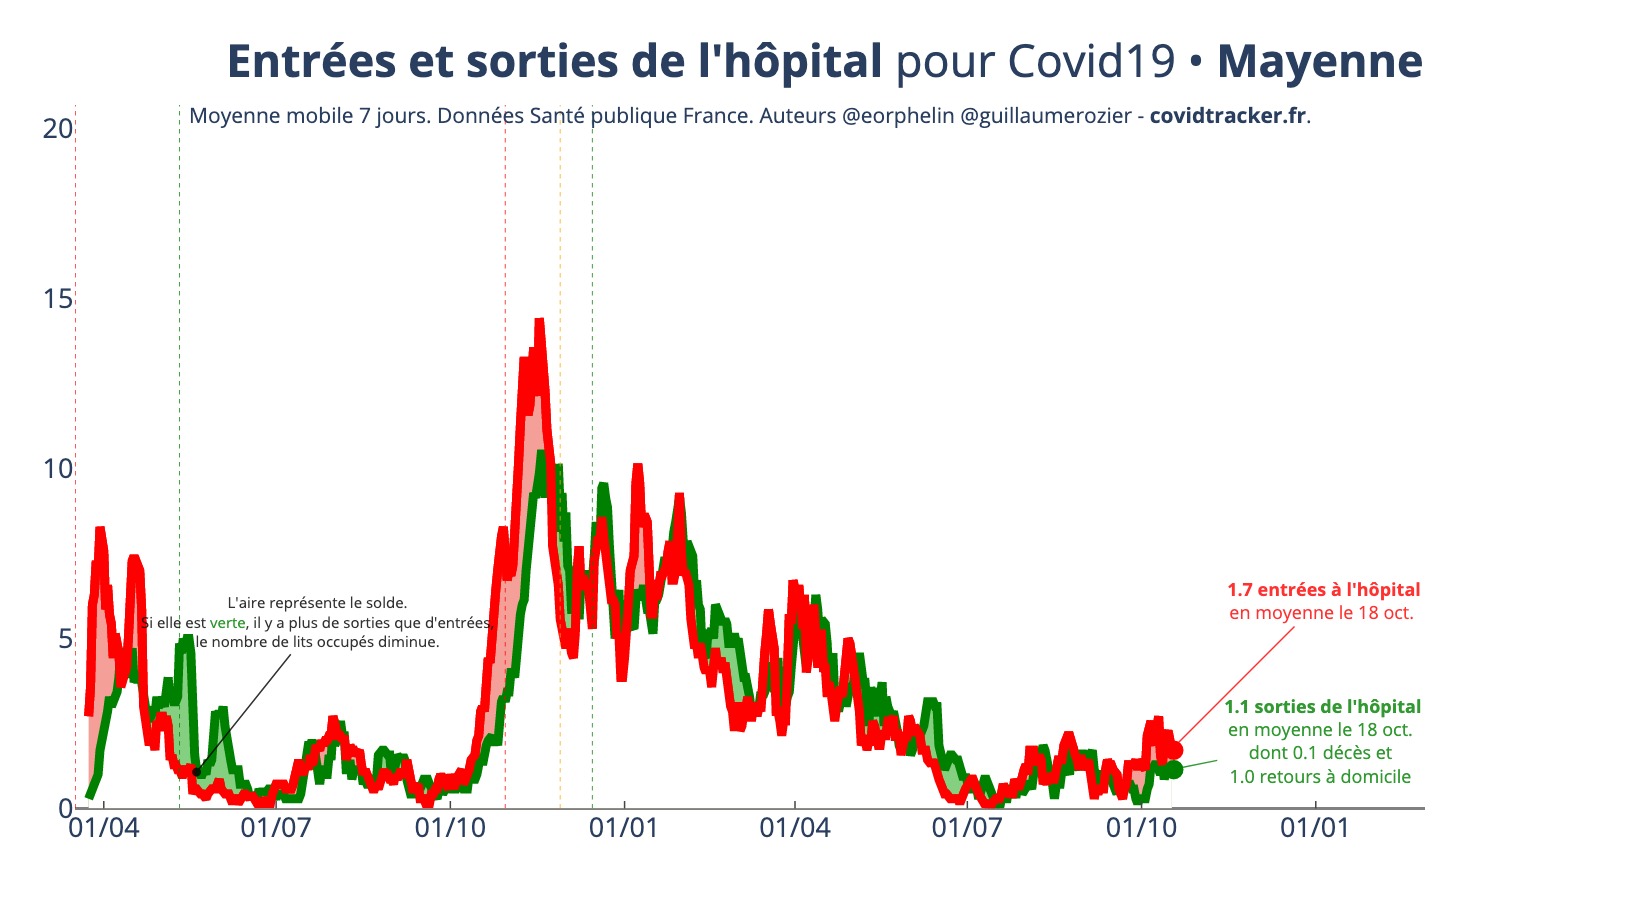 Entrées et sorties de l'hôpital pour Covid19 • Mayenne
Moyenne mobile 7 jours. Données Santé publique France. Auteurs @eorphelin @guillaumerozier - covidtracker.fr.
20
15
10
5
0
L'aire représente le solde.
Si elle est verte, il y a plus de sorties que d'entrées,
le nombre de lits occupés diminue.
1.7 entrées à l'hôpital
en moyenne le 18 oct.
1.1 sorties de l'hôpital
en moyenne le 18 oct.
dont 0.1 décès et
1.0 retours à domicile
01/04 01/07 01/10 01/01 01/04 01/07 01/10 01/01